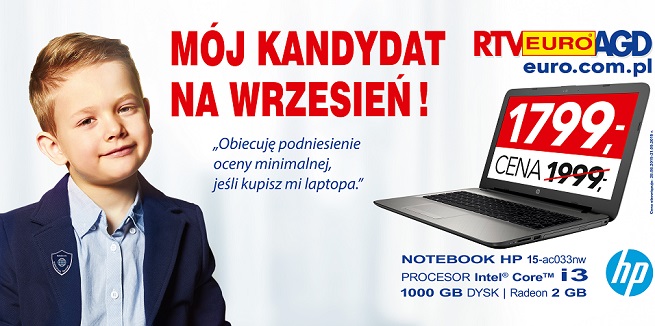 MÓJ KANDYDAT
NA WRZESIEŃ!
„Obiecuję podniesienie
oceny minimalnej,
jeśli kupisz mi laptopa.”
RTV EURO AGD
euro.com.pl
1799,-
CENA 1999,-
NOTEBOOK HP 15-ac033nw
PROCESOR Intel® Core™ i3
1000 GB DYSK | Radeon 2 GB
hp